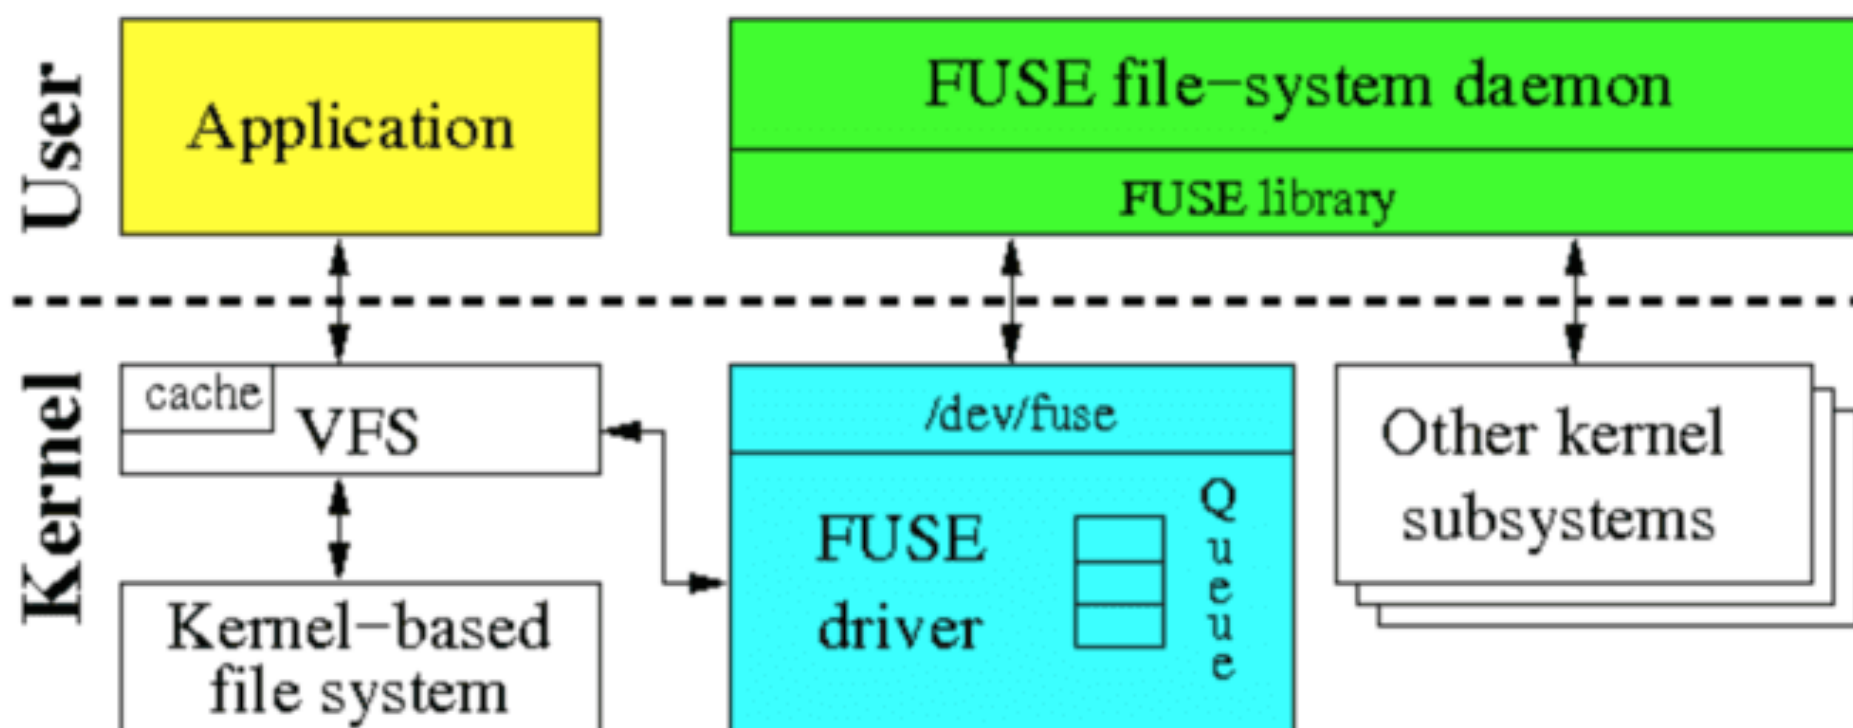 User
Application
FUSE file-system daemon
FUSE library
Kernel
cache
VFS
/dev/fuse
FUSE
driver
Queue
Other kernel
subsystems
Kernel-based
file system